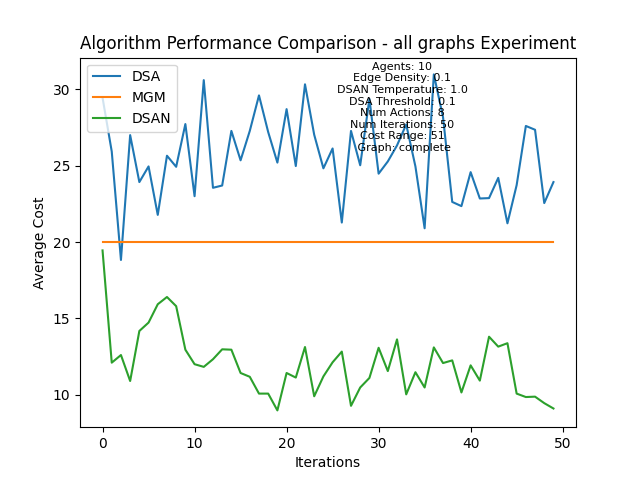 Algorithm Performance Comparison - all graphs Experiment
DSA
MGM
DSAN
Agents: 10
Edge Density: 0.1
DSAN Temperature: 1.0
DSA Threshold: 0.1
Num Actions: 8
Num Iterations: 50
Cost Range: 51
Graph: complete
Average Cost
30
25
20
15
10
0
10
20
30
40
50
Iterations